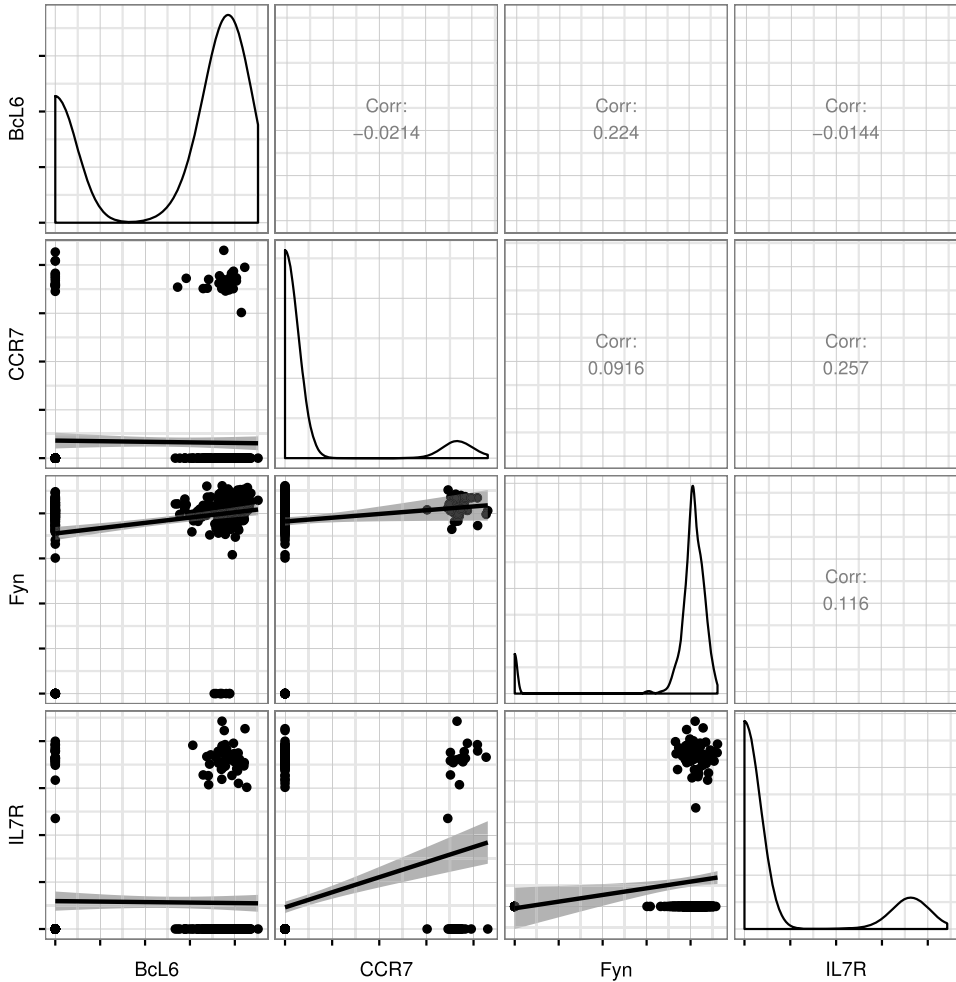 BcL6
Corr:
−0.0214
Corr:
0.224
Corr:
−0.0144
CCR7
Corr:
0.0916
Corr:
0.257
Fyn
Corr:
0.116
IL7R
BcL6
CCR7
Fyn
IL7R